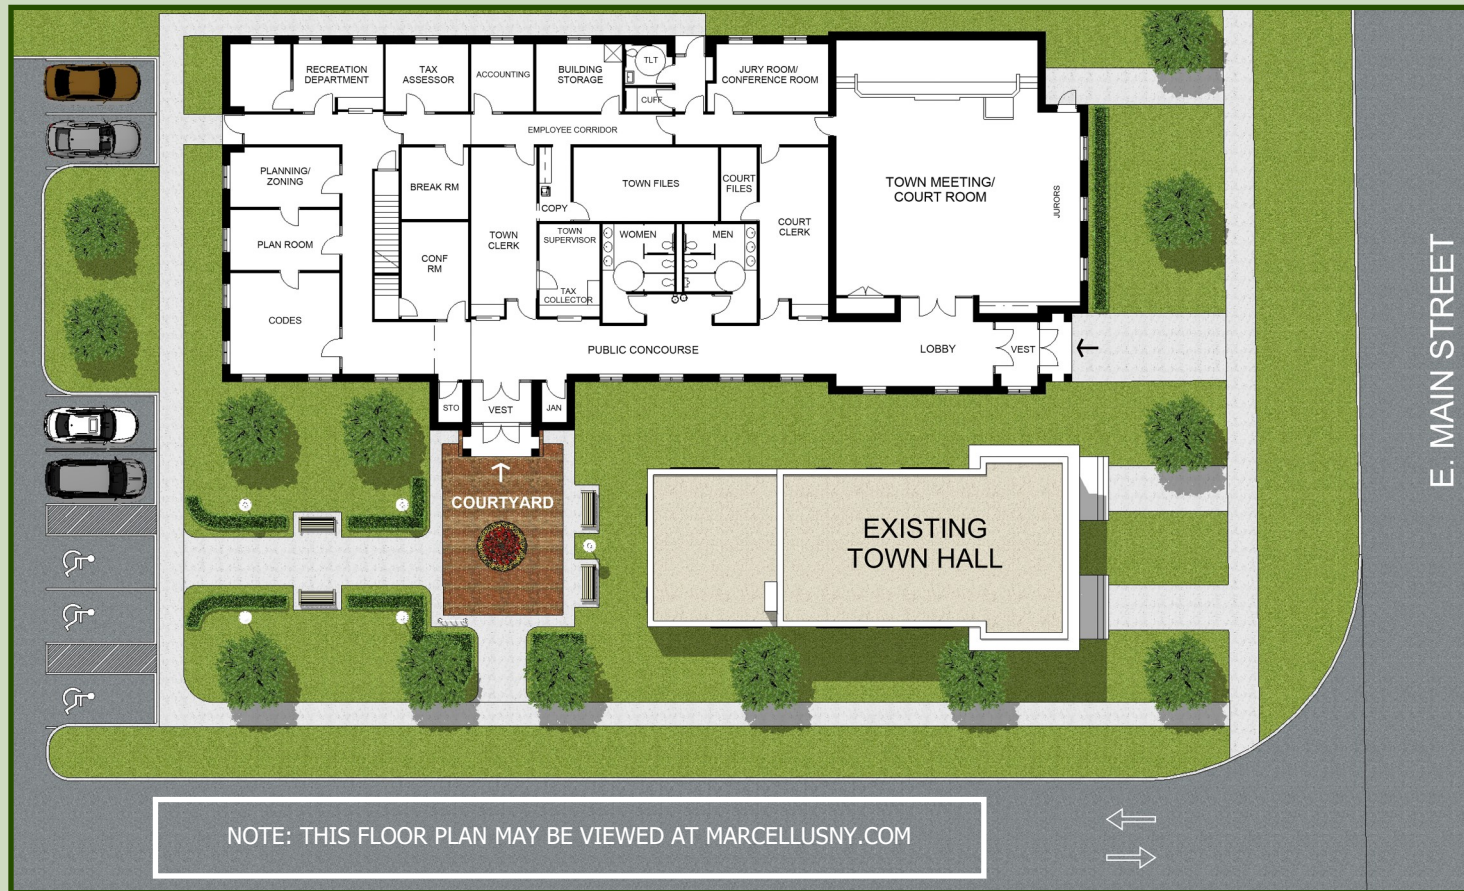 RECREATION
DEPARTMENT
TAX
ASSESSOR
ACCOUNTING
BUILDING
STORAGE
TLT
CUFF
JURY ROOM/
CONFERENCE ROOM
EMPLOYEE CORRIDOR
PLANNING/
ZONING
BREAK RM
TOWN FILES
COURT
FILES
TOWN MEETING/
COURT ROOM
JURORS
COPY
PLAN ROOM
TOWN
CLERK
TOWN
SUPERVISOR
WOMEN
MEN
COURT
CLERK
CONF
RM
TAX
COLLECTOR
CODES
PUBLIC CONCOURSE
LOBBY
VEST
STO
VEST
JAN
COURTYARD
EXISTING
TOWN HALL
E. MAIN STREET
NOTE: THIS FLOOR PLAN MAY BE VIEWED AT MARCELLUSNY.COM